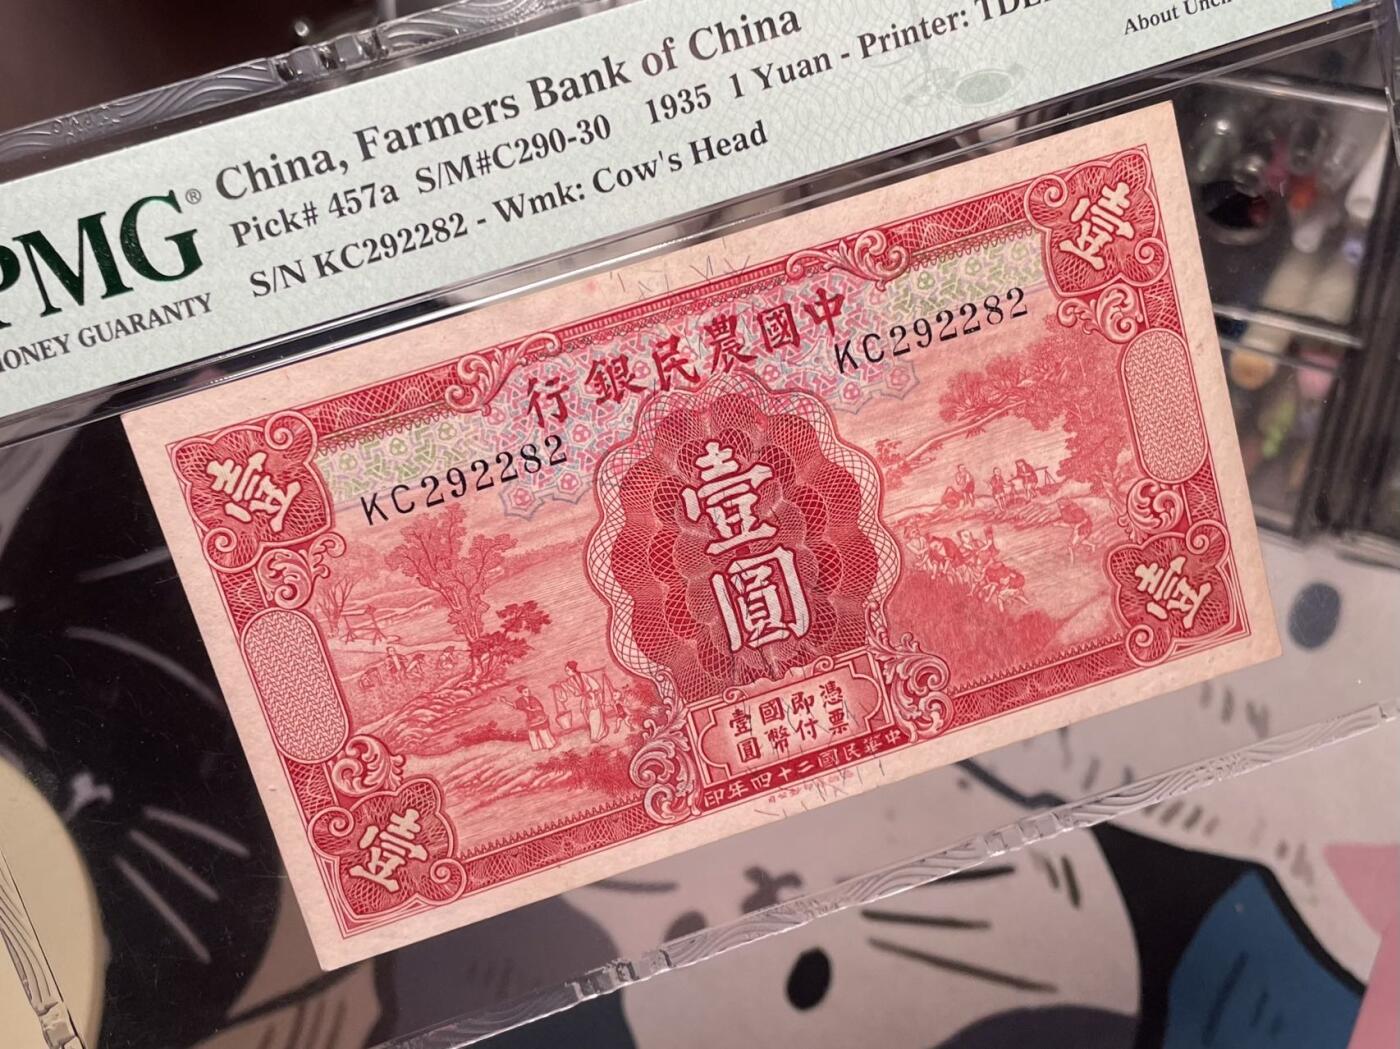 China, Farmers Bank of China
Pick# 457a S/M#C290-30 1935 1 Yuan - Printer:
S/N KC292282 - Wmk: Cow's Head
About
PMG®
MONEY GUARANTY
行銀民農國中
KC292282
KC292282
壹
壹
壹
壹
壹圓
憑票
即付
國幣
壹圓
印年四十二國民華中